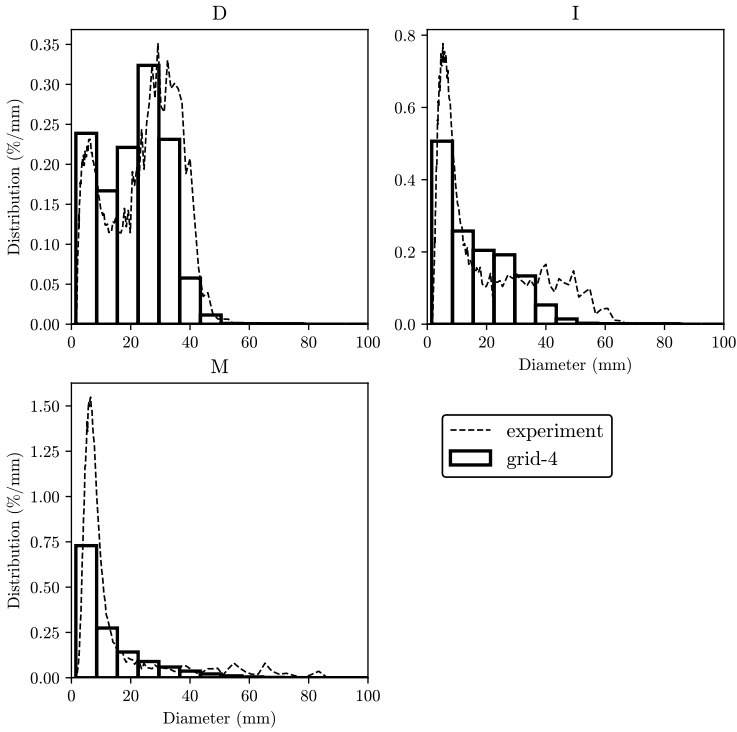 D
I
Distribution (%/mm)
0.35
0.30
0.25
0.20
0.15
0.10
0.05
0.00
0 20 40 60 80 100
0.8
0.6
0.4
0.2
0.0
0 20 40 60 80 100
Diameter (mm)
M
Distribution (%/mm)
1.50
1.25
1.00
0.75
0.50
0.25
0.00
0 20 40 60 80 100
Diameter (mm)
experiment
grid-4